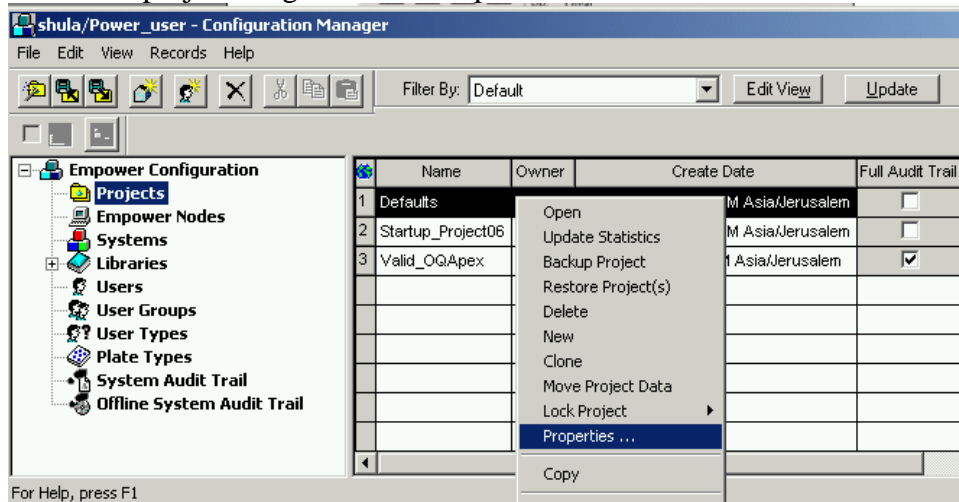 shula/Power_user - Configuration Manager
File Edit View Records Help
Filter By: Default Edit View Update
Empower Configuration
Projects
Empower Nodes
Systems
Libraries
Users
User Groups
User Types
Plate Types
System Audit Trail
Offline System Audit Trail
Name Owner Create Date Full Audit Trail
1 Defaults M Asia/Jerusalem
2 Startup_Project06 M Asia/Jerusalem
3 Valid_OQApex M Asia/Jerusalem
Open
Update Statistics
Backup Project
Restore Project(s)
Delete
New
Clone
Move Project Data
Lock Project
Properties ...
Copy
For Help, press F1